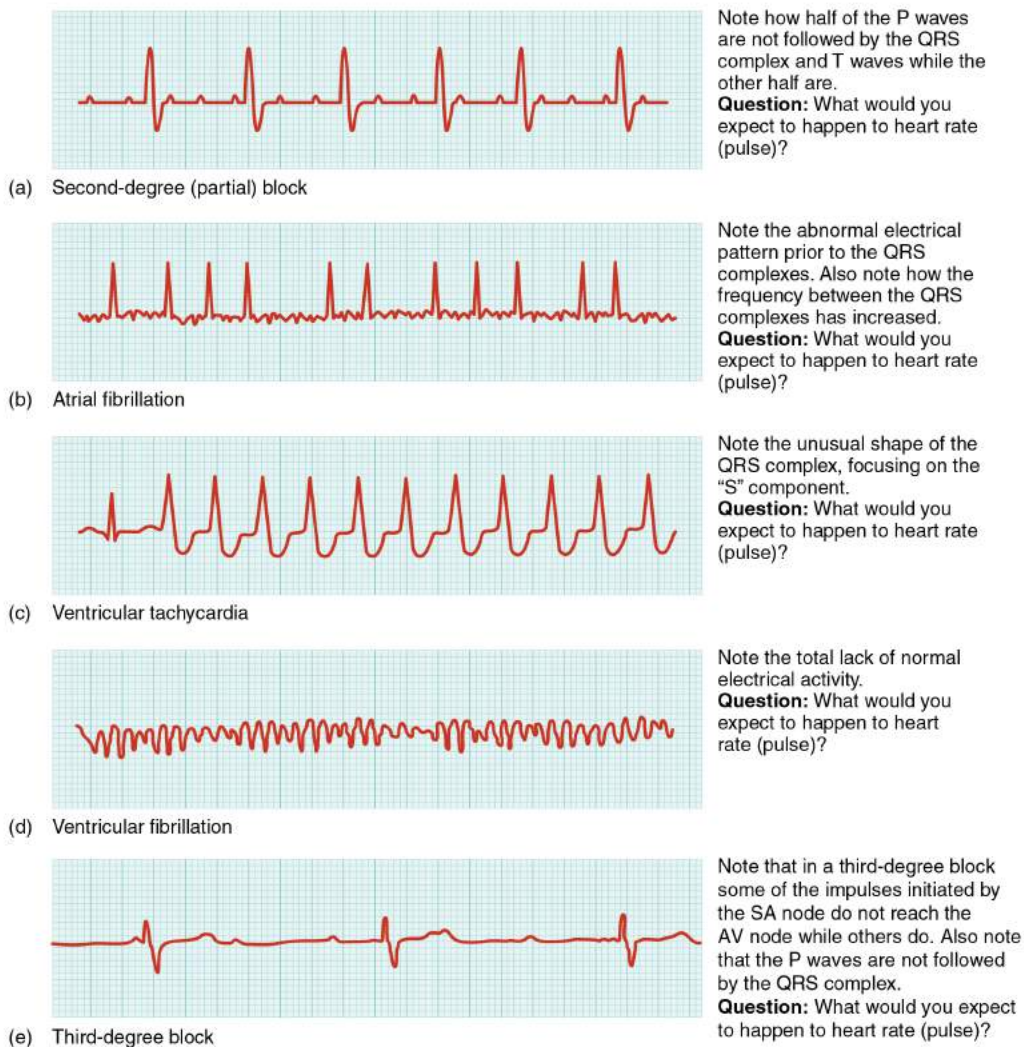 Note how half of the P waves
are not followed by the QRS
complex and T waves while the
other half are.
Question: What would you
expect to happen to heart rate
(pulse)?
(a) Second-degree (partial) block
Note the abnormal electrical
pattern prior to the QRS
complexes. Also note how the
frequency between the QRS
complexes has increased.
Question: What would you
expect to happen to heart rate
(pulse)?
(b) Atrial fibrillation
Note the unusual shape of the
QRS complex, focusing on the
“S” component.
Question: What would you
expect to happen to heart rate
(pulse)?
(c) Ventricular tachycardia
Note the total lack of normal
electrical activity.
Question: What would you
expect to happen to heart
rate (pulse)?
(d) Ventricular fibrillation
Note that in a third-degree block
some of the impulses initiated by
the SA node do not reach the
AV node while others do. Also note
that the P waves are not followed
by the QRS complex.
Question: What would you expect
to happen to heart rate (pulse)?
(e) Third-degree block